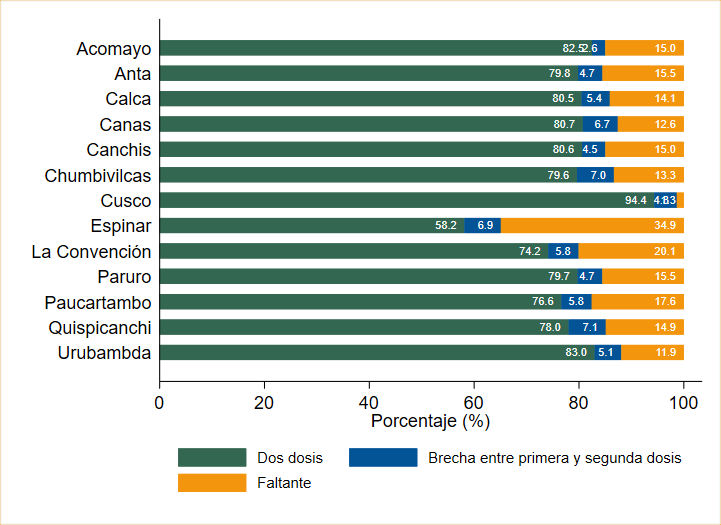 Acomayo 82.5 2.6 15.0
Anta 79.8 4.7 15.5
Calca 80.5 5.4 14.1
Canas 80.7 6.7 12.6
Canchis 80.6 4.5 15.0
Chumbivilcas 79.6 7.0 13.3
Cusco 94.4 4.3 1.3
Espinar 58.2 6.9 34.9
La Convención 74.2 5.8 20.1
Paruro 79.7 4.7 15.5
Paucartambo 76.6 5.8 17.6
Quispicanchi 78.0 7.1 14.9
Urubambda 83.0 5.1 11.9
0 20 40 60 80 100
Porcentaje (%)
Dos dosis Brecha entre primera y segunda dosis
Faltante